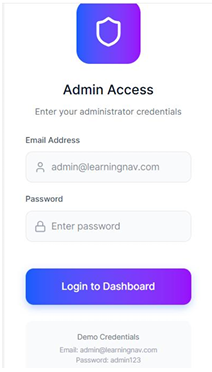 Admin Access
Enter your administrator credentials
Email Address
admin@learningnav.com
Password
Enter password
Login to Dashboard
Demo Credentials
Email: admin@learningnav.com
Password: admin123